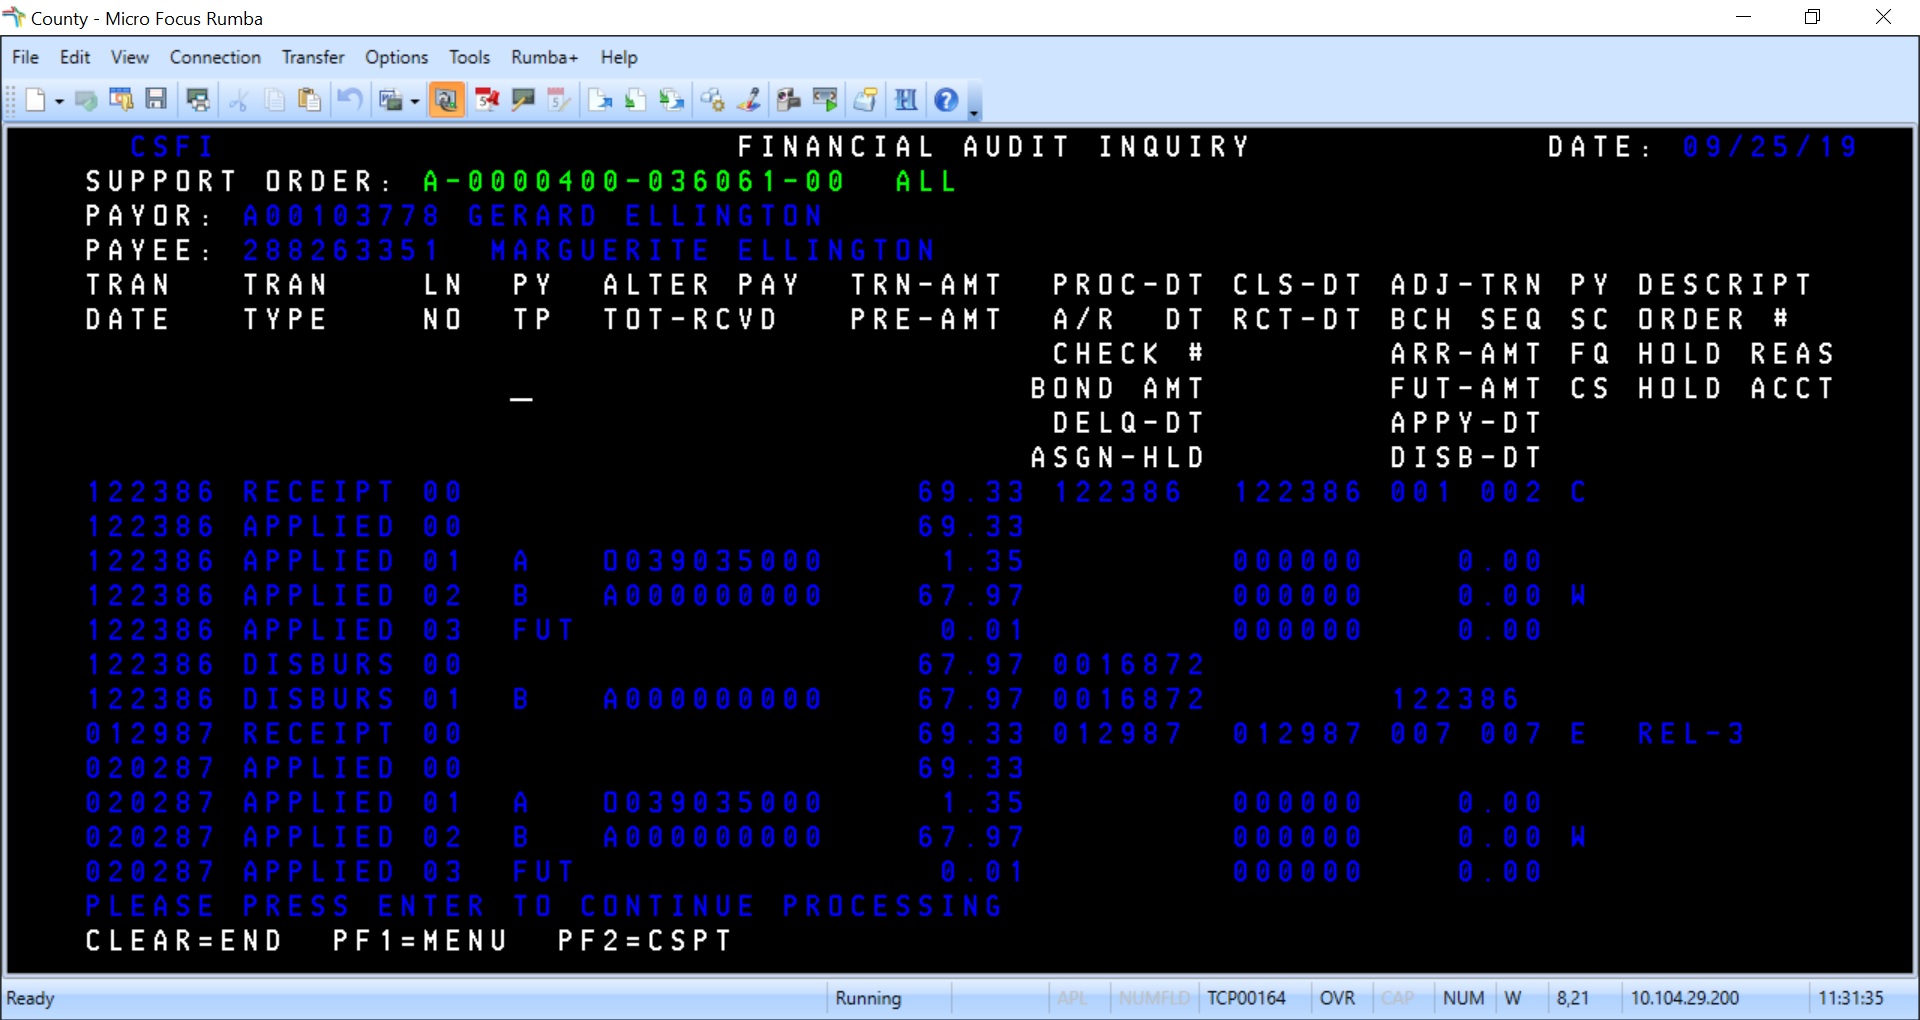 County - Micro Focus Rumba
File Edit View Connection Transfer Options Tools Rumba+ Help
CSFI FINANCIAL AUDIT INQUIRY DATE: 09/25/19
SUPPORT ORDER: A-0000400-036061-00 ALL
PAYOR: A00103778 GERARD ELLINGTON
PAYEE: 288263351 MARGUERITE ELLINGTON
TRAN TRAN LN PY ALTER PAY TRN-AMT PROC-DT CLS-DT ADJ-TRN PY DESCRIPT
DATE TYPE NO TP TOT-RCVD PRE-AMT A/R DT RCT-DT BCH SEQ SC ORDER #
CHECK # ARR-AMT FQ HOLD REAS
_ BOND AMT FUT-AMT CS HOLD ACCT
DELQ-DT APPY-DT
ASGN-HLD DISB-DT
122386 RECEIPT 00 69.33 122386 122386 001 002 C
122386 APPLIED 00 69.33
122386 APPLIED 01 A O039035000 1.35 000000 0.00
122386 APPLIED 02 B A000000000 67.97 000000 0.00 W
122386 APPLIED 03 FUT 0.01 000000 0.00
122386 DISBURS 00 67.97 0016872
122386 DISBURS 01 B A000000000 67.97 0016872 122386
012987 RECEIPT 00 69.33 012987 012987 007 007 E REL-3
020287 APPLIED 00 69.33
020287 APPLIED 01 A O039035000 1.35 000000 0.00
020287 APPLIED 02 B A000000000 67.97 000000 0.00 W
020287 APPLIED 03 FUT 0.01 000000 0.00
PLEASE PRESS ENTER TO CONTINUE PROCESSING
CLEAR=END PF1=MENU PF2=CSPT
Ready Running APL NUMFLD TCP00164 OVR CAP NUM W 8,21 10.104.29.200 11:31:35